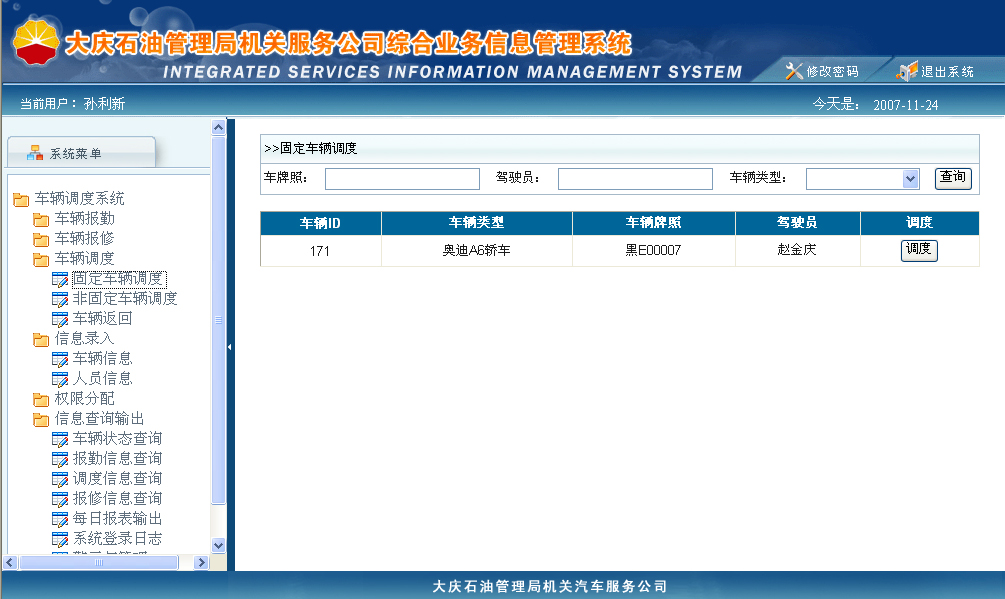 大庆石油管理局机关服务公司综合业务信息管理系统
INTEGRATED SERVICES INFORMATION MANAGEMENT SYSTEM
修改密码 退出系统
当前用户： 孙利新 今天是： 2007-11-24
系统菜单
车辆调度系统
车辆报勤
车辆报修
车辆调度
固定车辆调度
非固定车辆调度
车辆返回
信息录入
车辆信息
人员信息
权限分配
信息查询输出
车辆状态查询
报勤信息查询
调度信息查询
报修信息查询
每日报表输出
系统登录日志
>>固定车辆调度
车牌照： 驾驶员： 车辆类型： 查询
车辆ID 车辆类型 车辆牌照 驾驶员 调度
171 奥迪A6轿车 黑E00007 赵金庆 调度
大庆石油管理局机关汽车服务公司